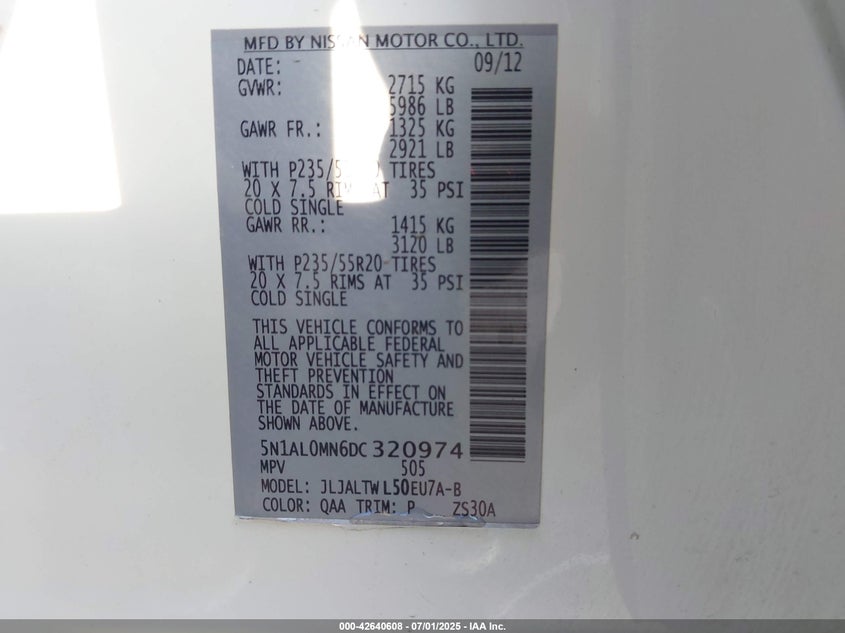 MFD BY NISSAN MOTOR CO., LTD.
DATE: 09/12
GVWR: 2715 KG
5986 LB
GAWR FR.: 1325 KG
2921 LB
WITH P235/5 TIRES
20 X 7.5 RIMS AT 35 PSI
COLD SINGLE
GAWR RR.: 1415 KG
3120 LB
WITH P235/55R20 TIRES
20 X 7.5 RIMS AT 35 PSI
COLD SINGLE
THIS VEHICLE CONFORMS TO
ALL APPLICABLE FEDERAL
MOTOR VEHICLE SAFETY AND
THEFT PREVENTION
STANDARDS IN EFFECT ON
THE DATE OF MANUFACTURE
SHOWN ABOVE.
5N1AL0MN6DC320974
MPV 505
MODEL: JLJALTWL50EU7A-B
COLOR: QAA TRIM: P ZS30A
000-42640608 - 07/01/2025 - IAA Inc.